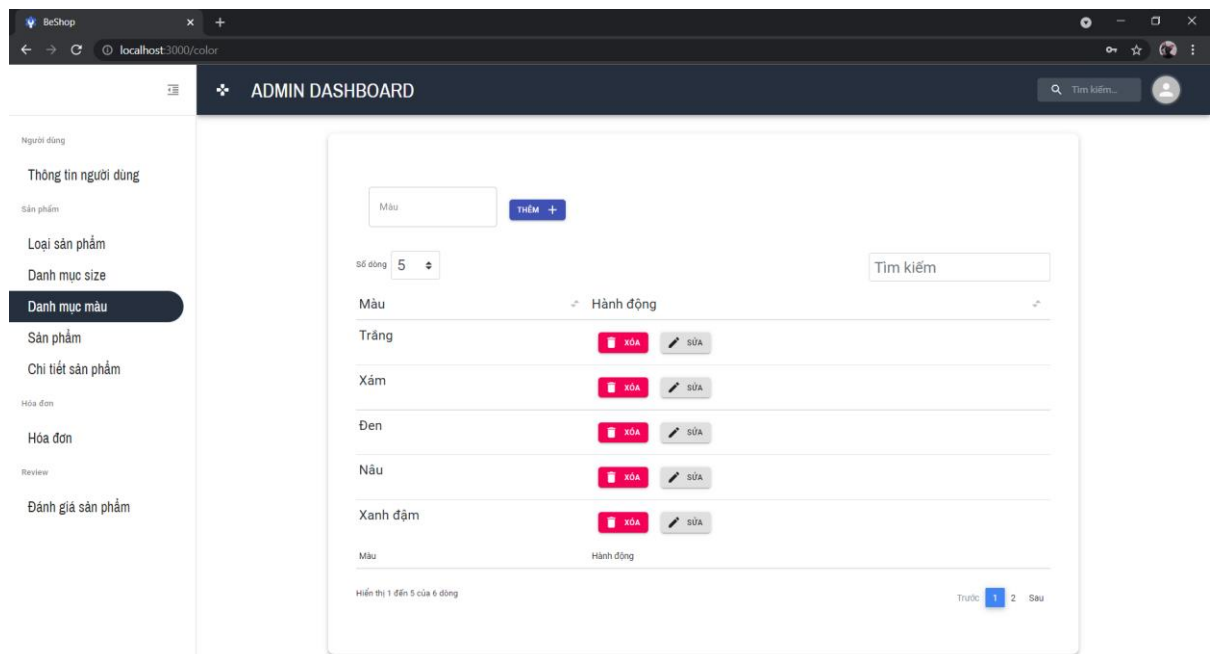 BeShop
localhost:3000/color
ADMIN DASHBOARD
Tìm kiếm...
Người dùng
Thông tin người dùng
Sản phẩm
Loại sản phẩm
Danh mục size
Danh mục màu
Sản phẩm
Chi tiết sản phẩm
Hóa đơn
Hóa đơn
Review
Đánh giá sản phẩm
Màu
THÊM +
Số dòng 5
Tìm kiếm
Màu Hành động
Trắng XÓA SỬA
Xám XÓA SỬA
Đen XÓA SỬA
Nâu XÓA SỬA
Xanh đậm XÓA SỬA
Màu Hành động
Hiển thị 1 đến 5 của 6 dòng
Trước 1 2 Sau